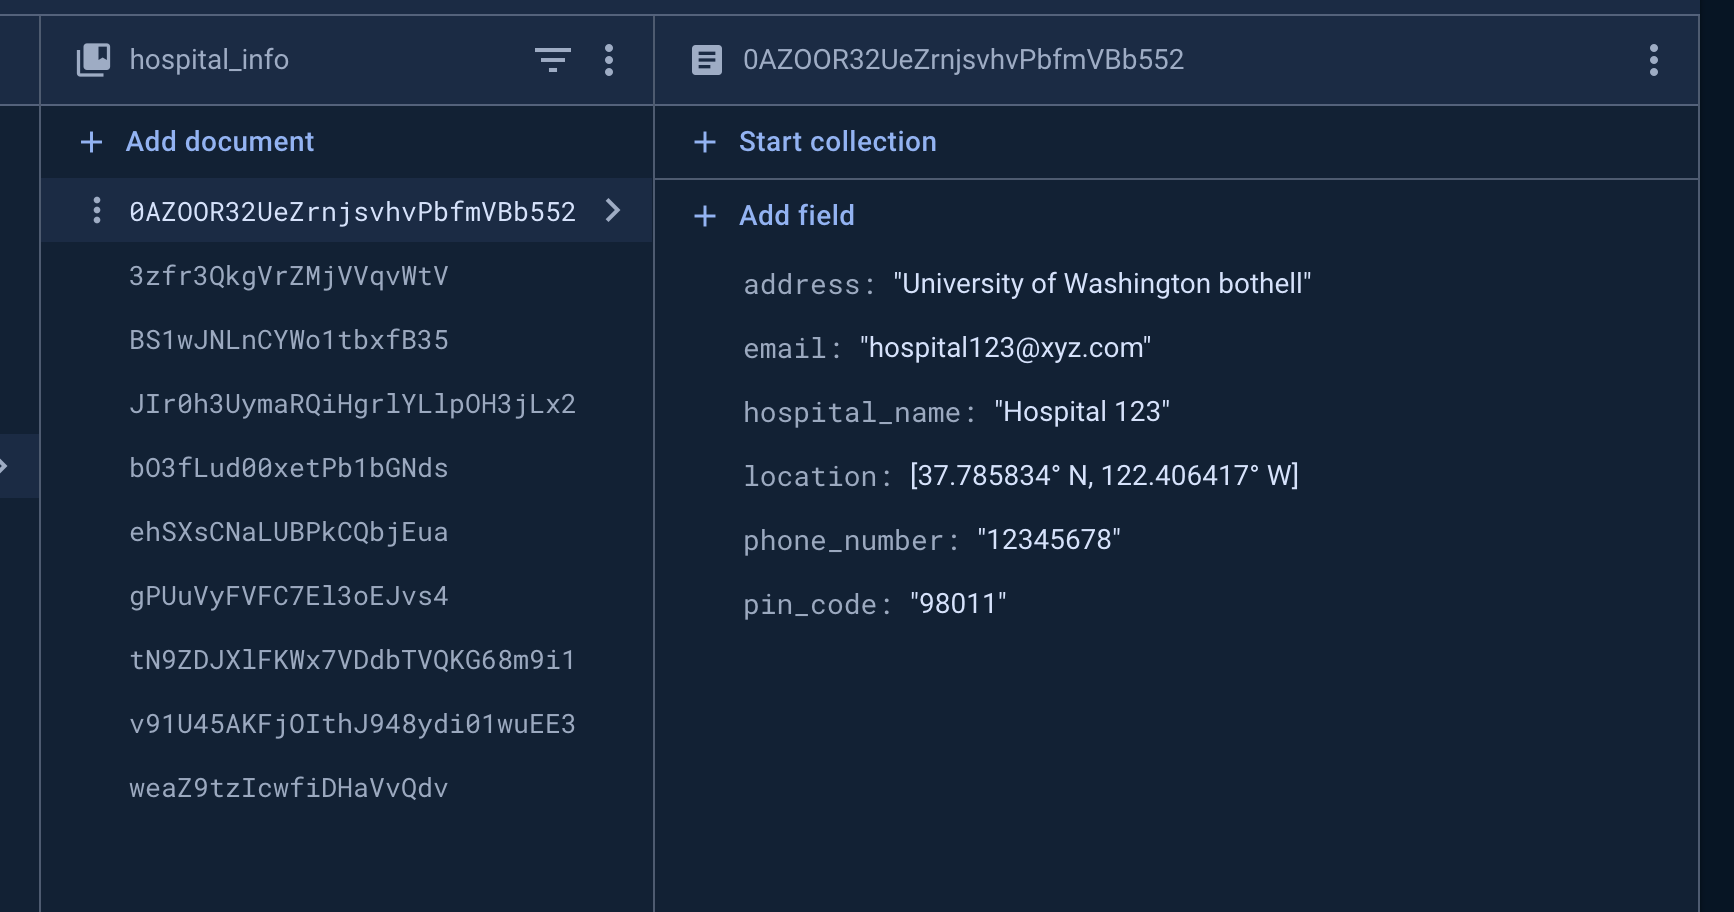 hospital_info
0AZOOR32UeZrnjsvhvPbfmVBb552
+ Add document
0AZOOR32UeZrnjsvhvPbfmVBb552
3zfr3QkgVrZMjVVqvWtV
BS1wJNLnCYWo1tbxfB35
JIr0h3UymaRQiHgrlYLlpOH3jLx2
bO3fLud00xetPb1bGNds
ehSXsCNaLUBPkCQbjEua
gPUuVyFVFC7El3oEJvs4
tN9ZDJXlFKWx7VDdbTVQKG68m9i1
v91U45AKFjOIthJ948ydi01wuEE3
weaZ9tzIcwfiDHaVvQdv
+ Start collection
+ Add field
address: "University of Washington bothell"
email: "hospital123@xyz.com"
hospital_name: "Hospital 123"
location: [37.785834° N, 122.406417° W]
phone_number: "12345678"
pin_code: "98011"